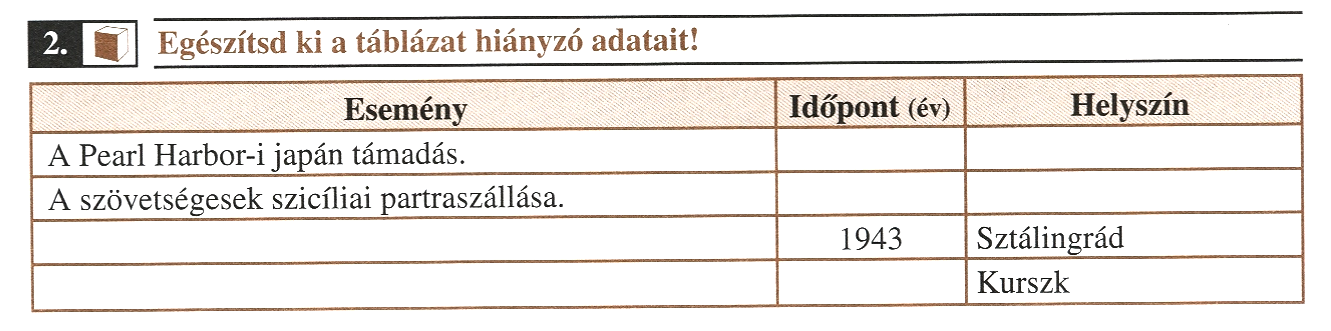 2. Egészítsd ki a táblázat hiányzó adatait!
Esemény Időpont (év) Helyszín
A Pearl Harbor-i japán támadás.
A szövetségesek szicíliai partraszállása.
1943 Sztálingrád
Kurszk